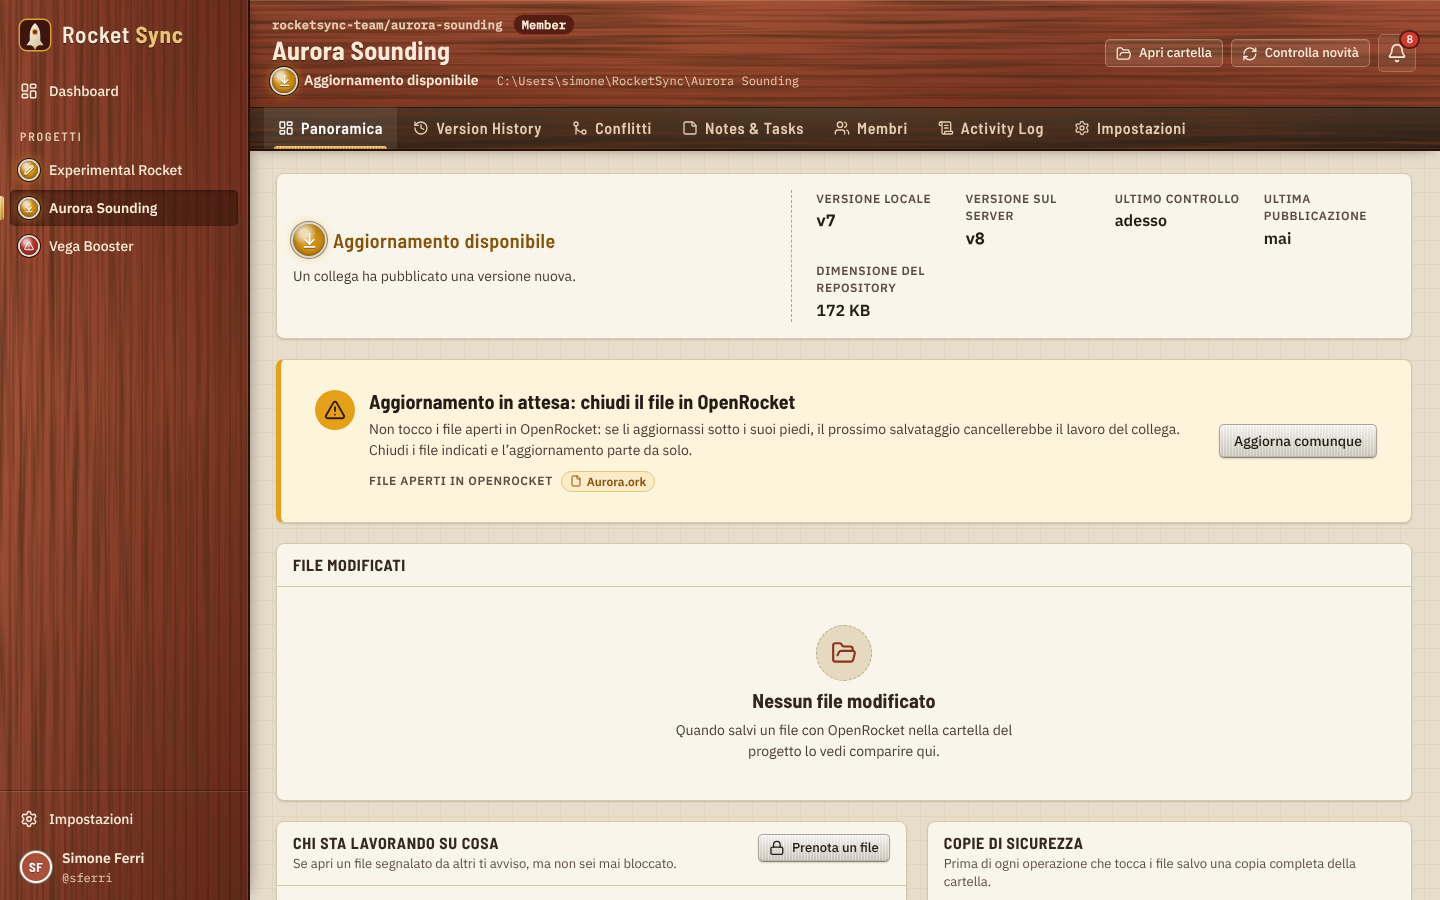 Rocket Sync
Dashboard
PROGETTI
Experimental Rocket
Aurora Sounding
Vega Booster
Impostazioni
SF
Simone Ferri
@sferri
rocketsync-team/aurora-sounding
Member
Aurora Sounding
Aggiornamento disponibile
C:\Users\simone\RocketSync\Aurora Sounding
Apri cartella
Controlla novità
8
Panoramica
Version History
Conflitti
Notes & Tasks
Membri
Activity Log
Impostazioni
Aggiornamento disponibile
Un collega ha pubblicato una versione nuova.
VERSIONE LOCALE
v7
VERSIONE SUL
SERVER
v8
ULTIMO CONTROLLO
adesso
ULTIMA
PUBBLICAZIONE
mai
DIMENSIONE DEL
REPOSITORY
172 KB
Aggiornamento in attesa: chiudi il file in OpenRocket
Non tocco i file aperti in OpenRocket: se li aggiornassi sotto i suoi piedi, il prossimo salvataggio cancellerebbe il lavoro del collega.
Chiudi i file indicati e l’aggiornamento parte da solo.
FILE APERTI IN OPENROCKET
Aurora.ork
Aggiorna comunque
FILE MODIFICATI
Nessun file modificato
Quando salvi un file con OpenRocket nella cartella del
progetto lo vedi comparire qui.
CHI STA LAVORANDO SU COSA
Se apri un file segnalato da altri ti avviso, ma non sei mai bloccato.
Prenota un file
COPIE DI SICUREZZA
Prima di ogni operazione che tocca i file salvo una copia completa della
cartella.